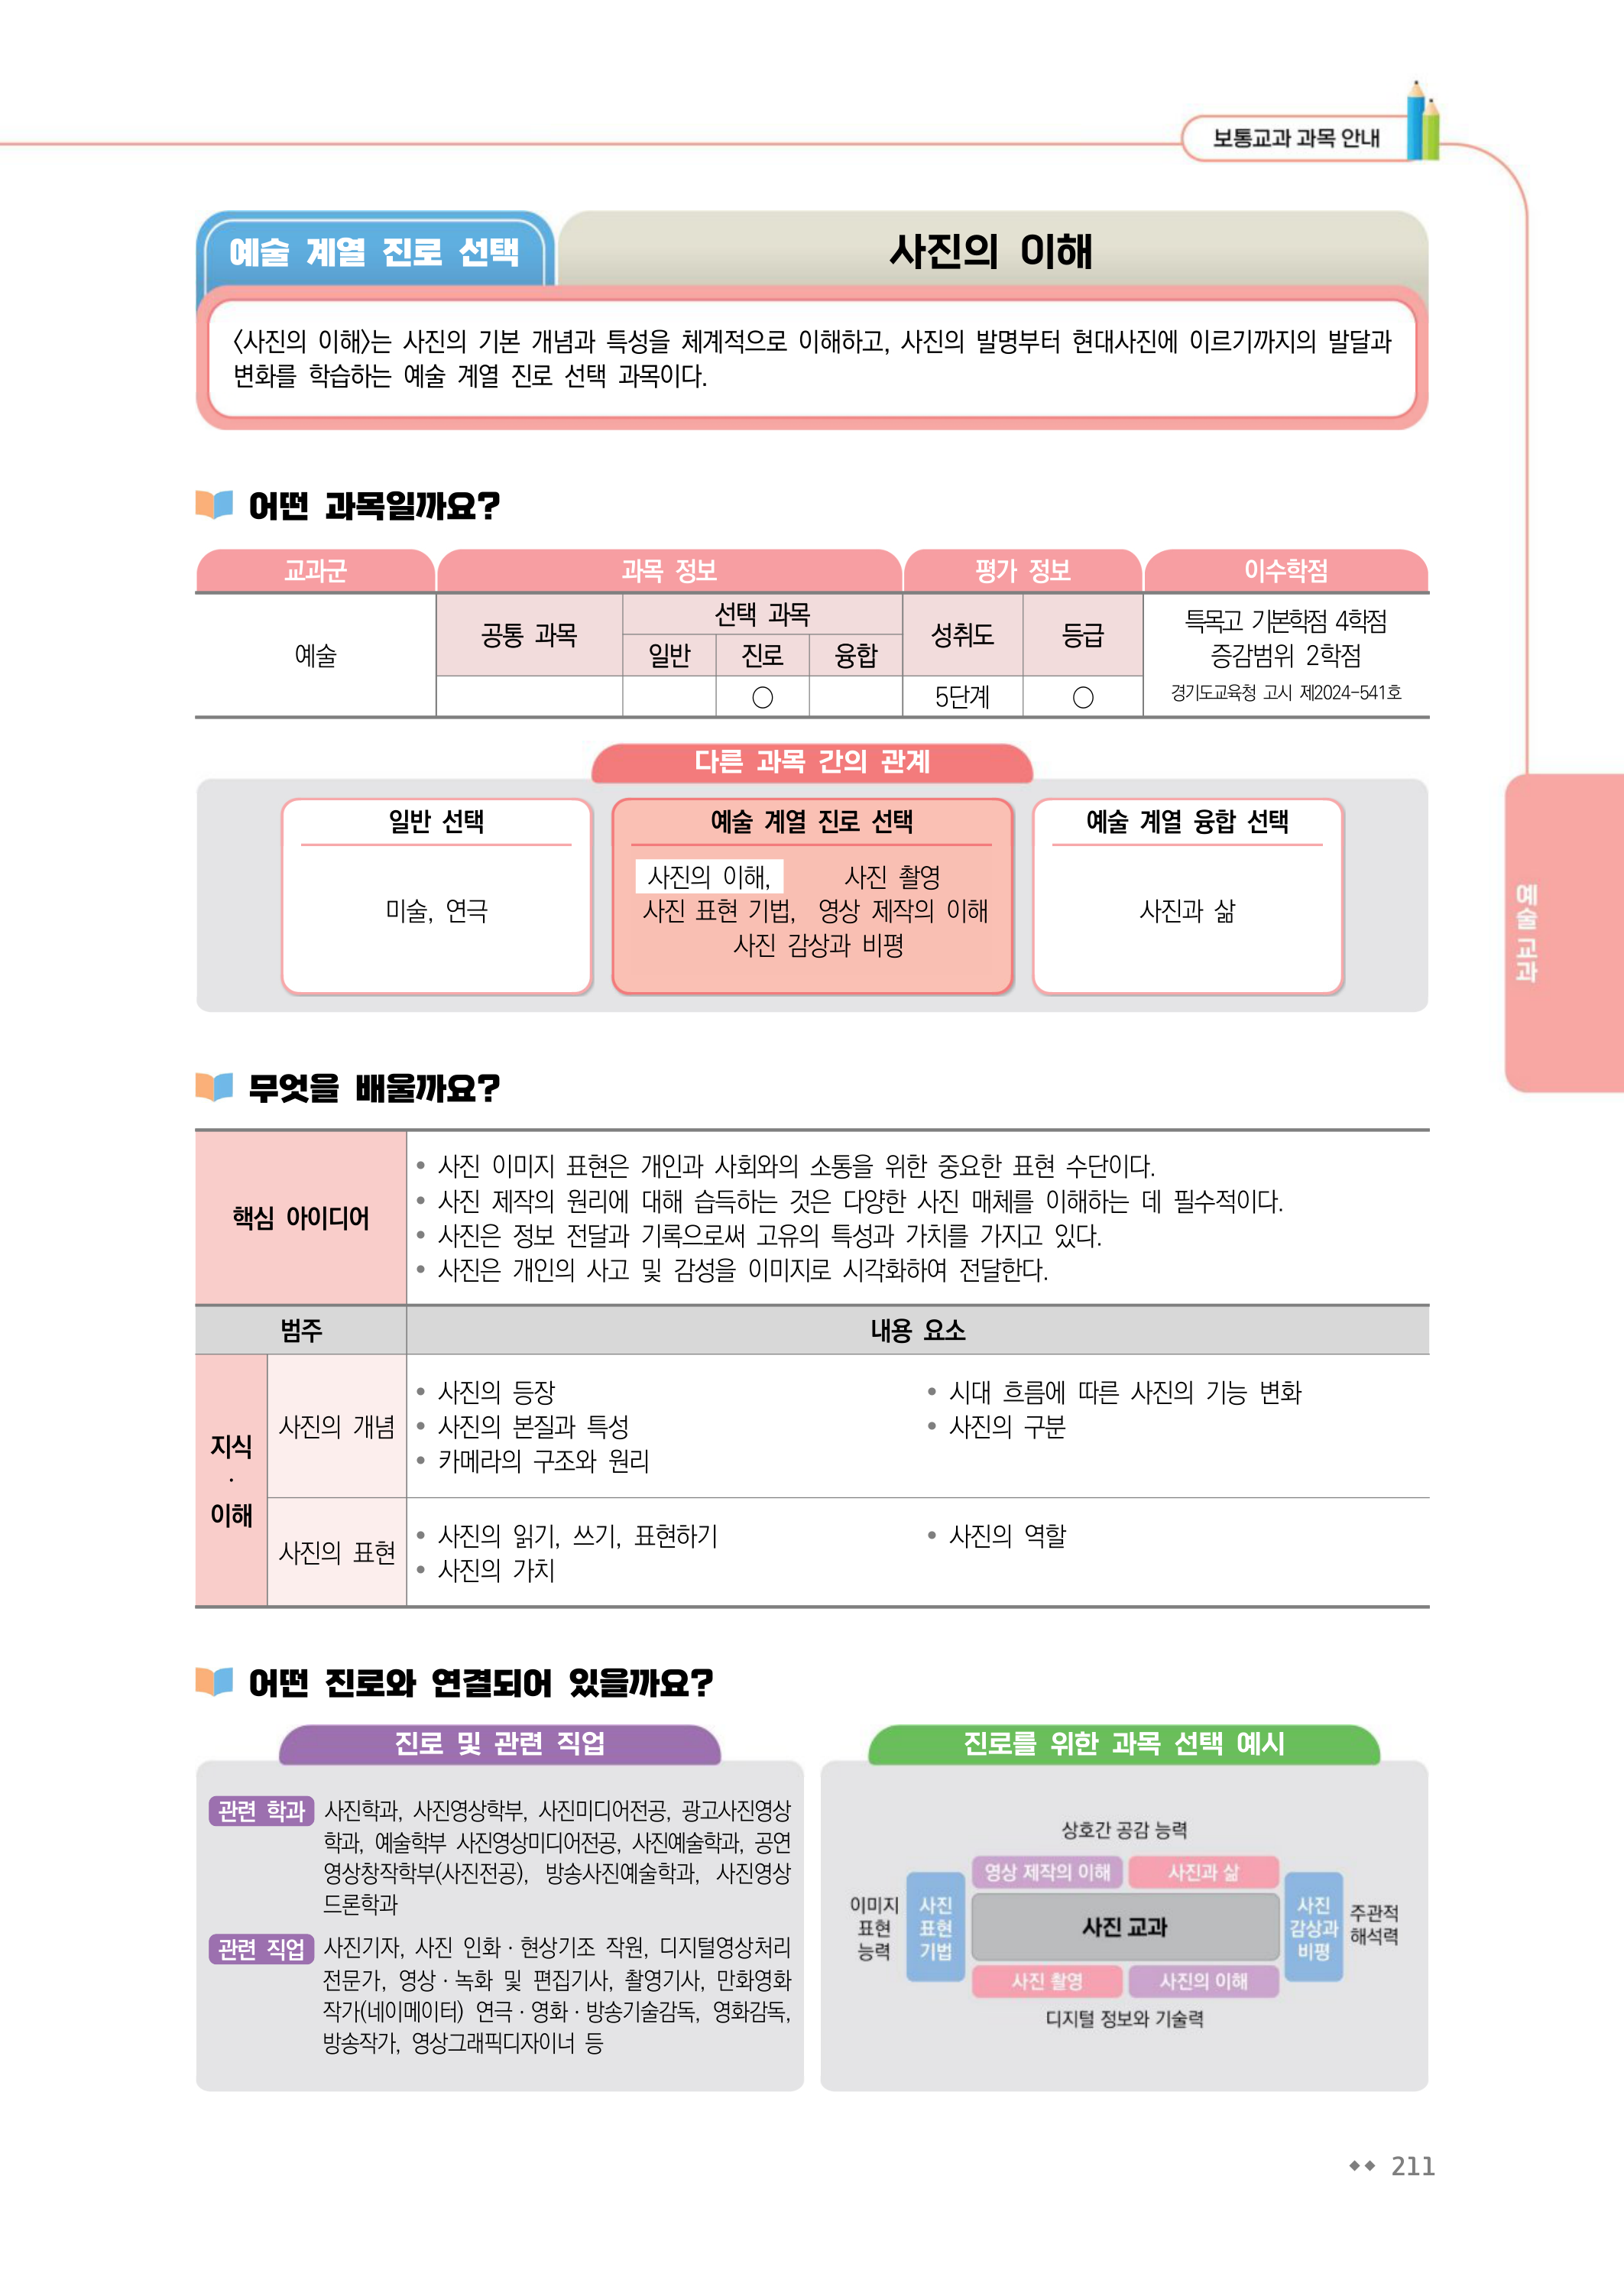 보통교과 과목 안내
예술 계열 진로 선택
사진의 이해
〈사진의 이해〉는 사진의 기본 개념과 특성을 체계적으로 이해하고, 사진의 발명부터 현대사진에 이르기까지의 발달과
변화를 학습하는 예술 계열 진로 선택 과목이다.
어떤 과목일까요?
교과군 과목 정보 평가 정보 이수학점
예술
공통 과목
선택 과목
일반 진로 융합
성취도
등급
○
5단계
○
특목고 기본학점 4학점
증감범위 2학점
경기도교육청 고시 제2024-541호
다른 과목 간의 관계
일반 선택
미술, 연극
예술 계열 진로 선택
사진의 이해, 사진 촬영
사진 표현 기법, 영상 제작의 이해
사진 감상과 비평
예술 계열 융합 선택
사진과 삶
예술 교과
무엇을 배울까요?
핵심 아이디어
• 사진 이미지 표현은 개인과 사회와의 소통을 위한 중요한 표현 수단이다.
• 사진 제작의 원리에 대해 습득하는 것은 다양한 사진 매체를 이해하는 데 필수적이다.
• 사진은 정보 전달과 기록으로써 고유의 특성과 가치를 가지고 있다.
• 사진은 개인의 사고 및 감성을 이미지로 시각화하여 전달한다.
범주 내용 요소
지식
·
이해
사진의 개념
• 사진의 등장
• 사진의 본질과 특성
• 카메라의 구조와 원리
• 시대 흐름에 따른 사진의 기능 변화
• 사진의 구분
사진의 표현
• 사진의 읽기, 쓰기, 표현하기
• 사진의 가치
• 사진의 역할
어떤 진로와 연결되어 있을까요?
진로 및 관련 직업
관련 학과 사진학과, 사진영상학부, 사진미디어전공, 광고사진영상
학과, 예술학부 사진영상미디어전공, 사진예술학과, 공연
영상창작학부(사진전공), 방송사진예술학과, 사진영상
드론학과
관련 직업 사진기자, 사진 인화·현상기조 작원, 디지털영상처리
전문가, 영상·녹화 및 편집기사, 촬영기사, 만화영화
작가(네이메이터) 연극·영화·방송기술감독, 영화감독,
방송작가, 영상그래픽디자이너 등
진로를 위한 과목 선택 예시
상호간 공감 능력
영상 제작의 이해 사진과 삶
이미지
표현
능력
사진
표현
기법
사진 교과
사진
감상과
비평
주관적
해석력
사진 촬영 사진의 이해
디지털 정보와 기술력
◆◆ 211